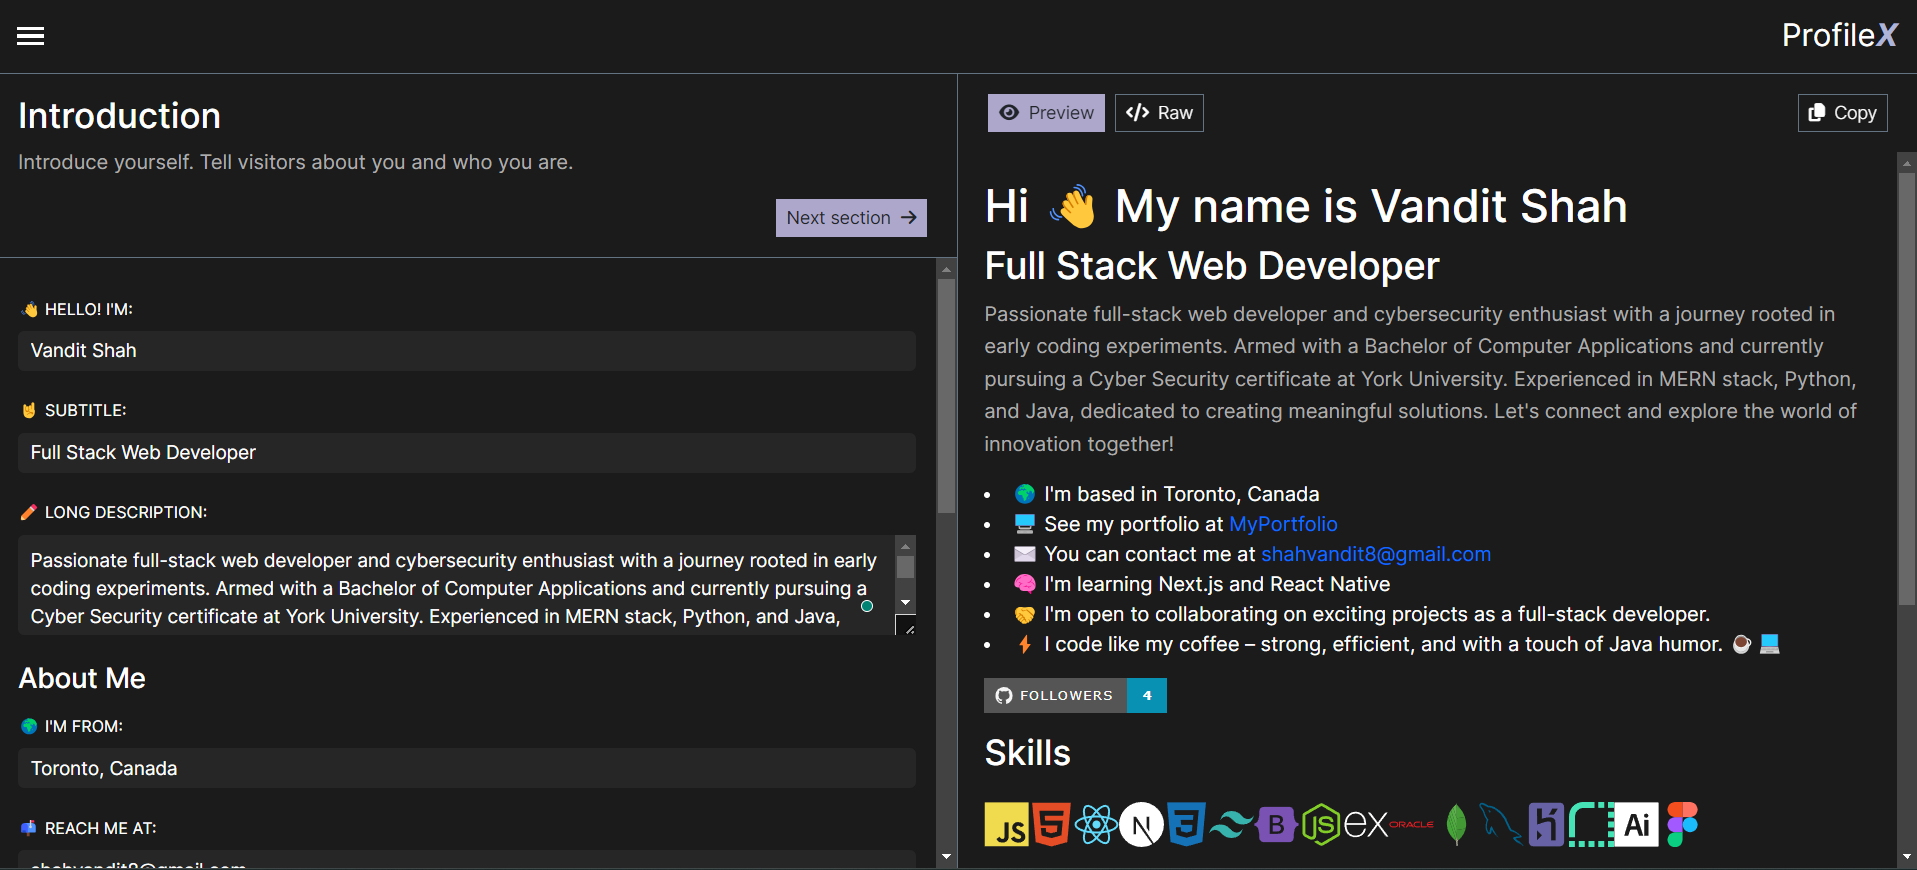 ProfileX
Introduction
Introduce yourself. Tell visitors about you and who you are.
Next section
HELLO! I'M:
Vandit Shah
SUBTITLE:
Full Stack Web Developer
LONG DESCRIPTION:
Passionate full-stack web developer and cybersecurity enthusiast with a journey rooted in early
coding experiments. Armed with a Bachelor of Computer Applications and currently pursuing a
Cyber Security certificate at York University. Experienced in MERN stack, Python, and Java,
About Me
I'M FROM:
Toronto, Canada
REACH ME AT:
shahvandit8@gmail.com
Preview
Raw
Copy
Hi 👋 My name is Vandit Shah
Full Stack Web Developer
Passionate full-stack web developer and cybersecurity enthusiast with a journey rooted in
early coding experiments. Armed with a Bachelor of Computer Applications and currently
pursuing a Cyber Security certificate at York University. Experienced in MERN stack, Python,
and Java, dedicated to creating meaningful solutions. Let's connect and explore the world of
innovation together!
• 🌍 I'm based in Toronto, Canada
• 🖥️ See my portfolio at MyPortfolio
• ✉️ You can contact me at shahvandit8@gmail.com
• 🧠 I'm learning Next.js and React Native
• 🤝 I'm open to collaborating on exciting projects as a full-stack developer.
• ⚡ I code like my coffee – strong, efficient, and with a touch of Java humor. ☕ 💻
FOLLOWERS 4
Skills
JS 5 N 3 B JS ex ORACLE Ai